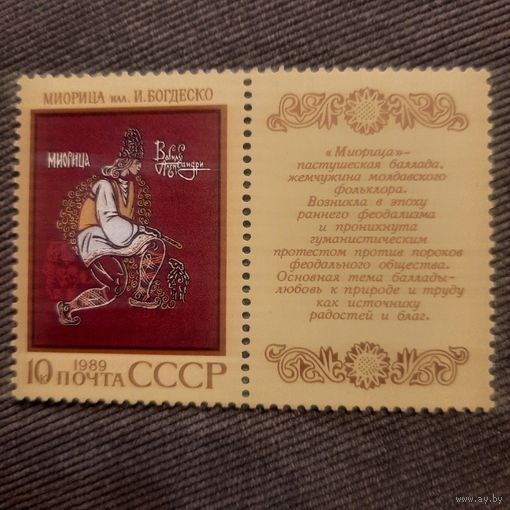 МИОРИЦА ИЛЛ. И. БОГДЕСКО
МИОРИЦА
Василе
Александри
10 1989
к ПОЧТА СССР
«Миорица»-
пастушеская баллада,
жемчужина молдавского
фольклора.
Возникла в эпоху
раннего феодализма
и проникнута
гуманистическим
протестом против пороков
феодального общества.
Основная тема баллады-
любовь к природе и труду
как источнику
радостей и благ.
www.ay.by